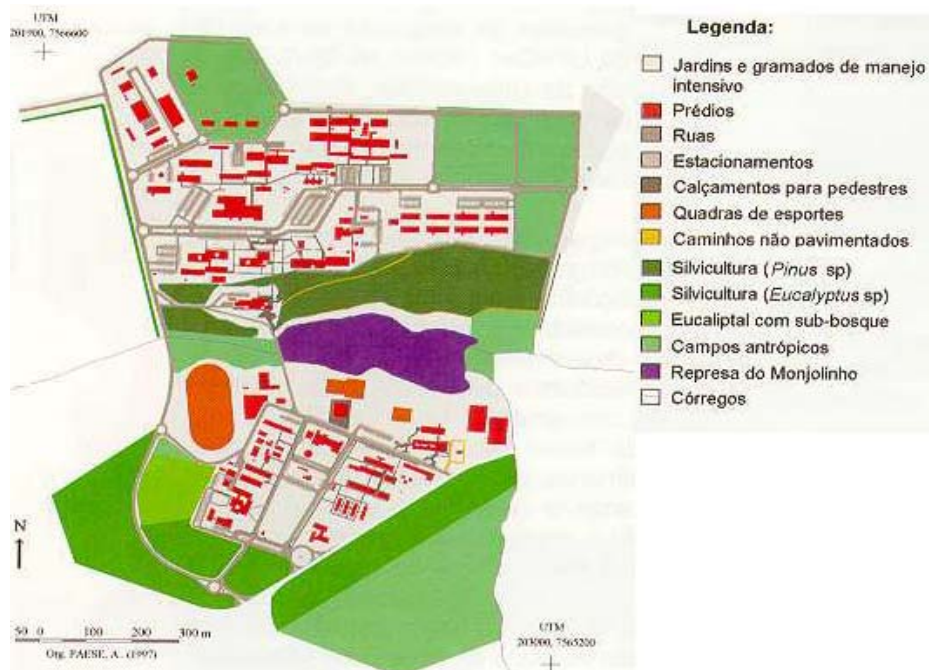 UTM
201900, 7566600
Legenda:
Jardins e gramados de manejo
intensivo
Prédios
Ruas
Estacionamentos
Calçamentos para pedestres
Quadras de esportes
Caminhos não pavimentados
Silvicultura (Pinus sp)
Silvicultura (Eucalyptus sp)
Eucaliptal com sub-bosque
Campos antrópicos
Represa do Monjolinho
Córregos
N
50 0 100 200 300 m
Org. PAESE, A. (1997)
UTM
203000, 7565200